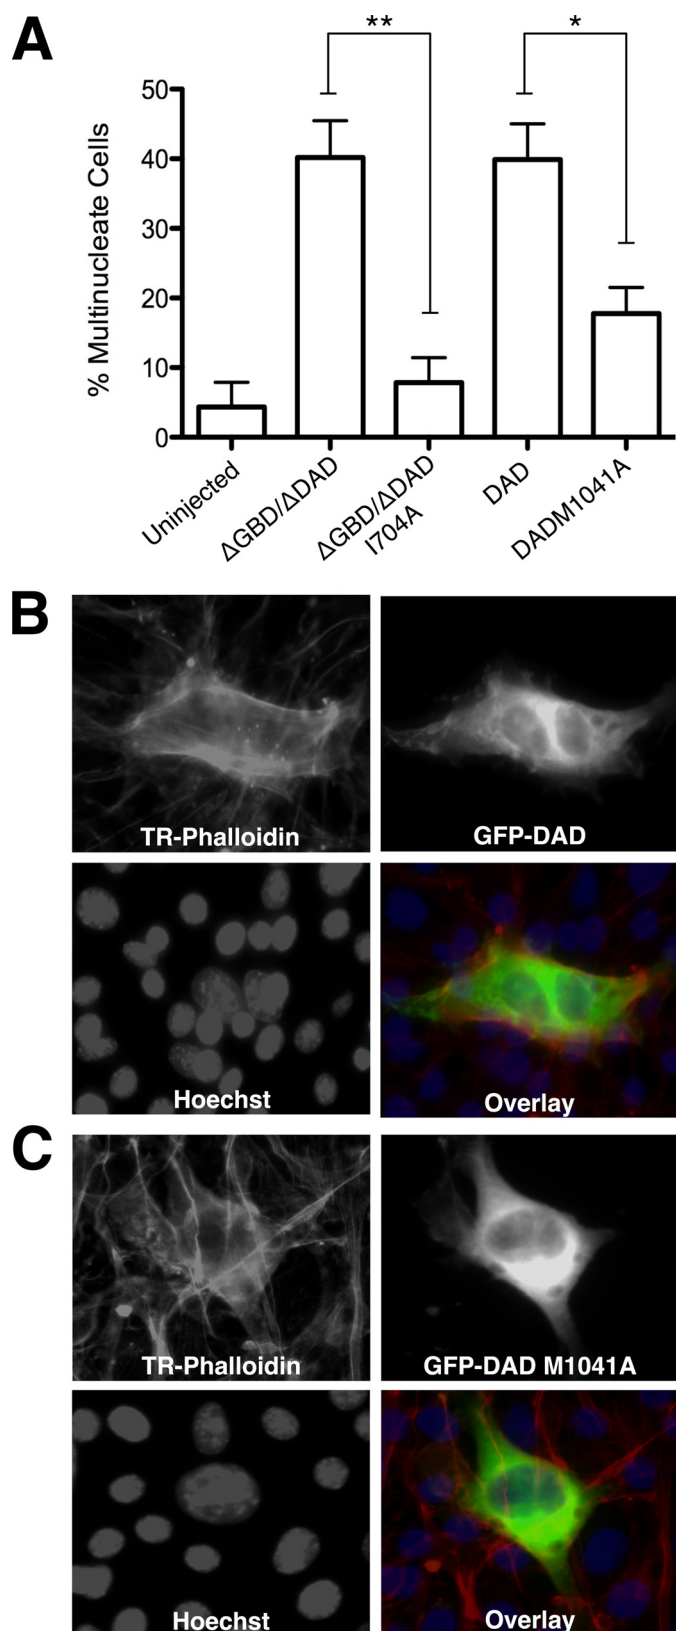 A
** *
50
40
30
20
10
0
% Multinucleate Cells
Uninjected
ΔGBD/ΔDAD
ΔGBD/ΔDAD
I704A
DAD
DADM1041A
B
TR-Phalloidin
GFP-DAD
Hoechst
Overlay
C
TR-Phalloidin
GFP-DAD M1041A
Hoechst
Overlay